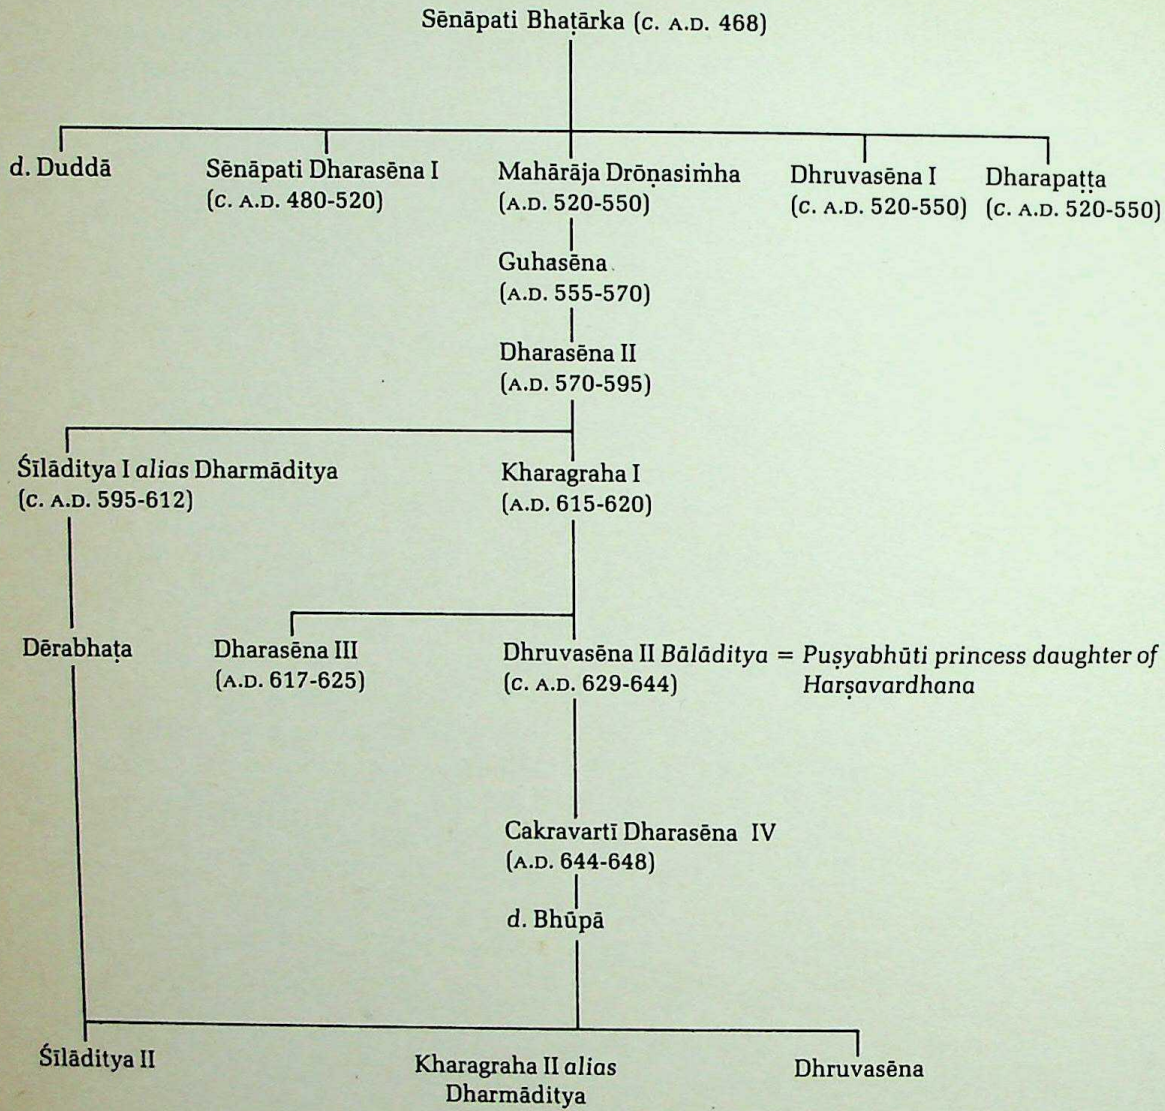 Sēnāpati Bhaṭārka (C. A.D. 468)
d. Duddā
Sēnāpati Dharasēna I
(C. A.D. 480-520)
Mahārāja Drōṇasiṁha
(A.D. 520-550)
Dhruvasēna I
(C. A.D. 520-550)
Dharapaṭṭa
(C. A.D. 520-550)
Guhasēna
(A.D. 555-570)
Dharasēna II
(A.D. 570-595)
Śīlāditya I alias Dharmāditya
(C. A.D. 595-612)
Kharagraha I
(A.D. 615-620)
Dērabhaṭa
Dharasēna III
(A.D. 617-625)
Dhruvasēna II Bālāditya = Puṣyabhūti princess daughter of
(C. A.D. 629-644) Harṣavardhana
Cakravartī Dharasēna IV
(A.D. 644-648)
d. Bhūpā
Śīlāditya II
Kharagraha II alias
Dharmāditya
Dhruvasēna